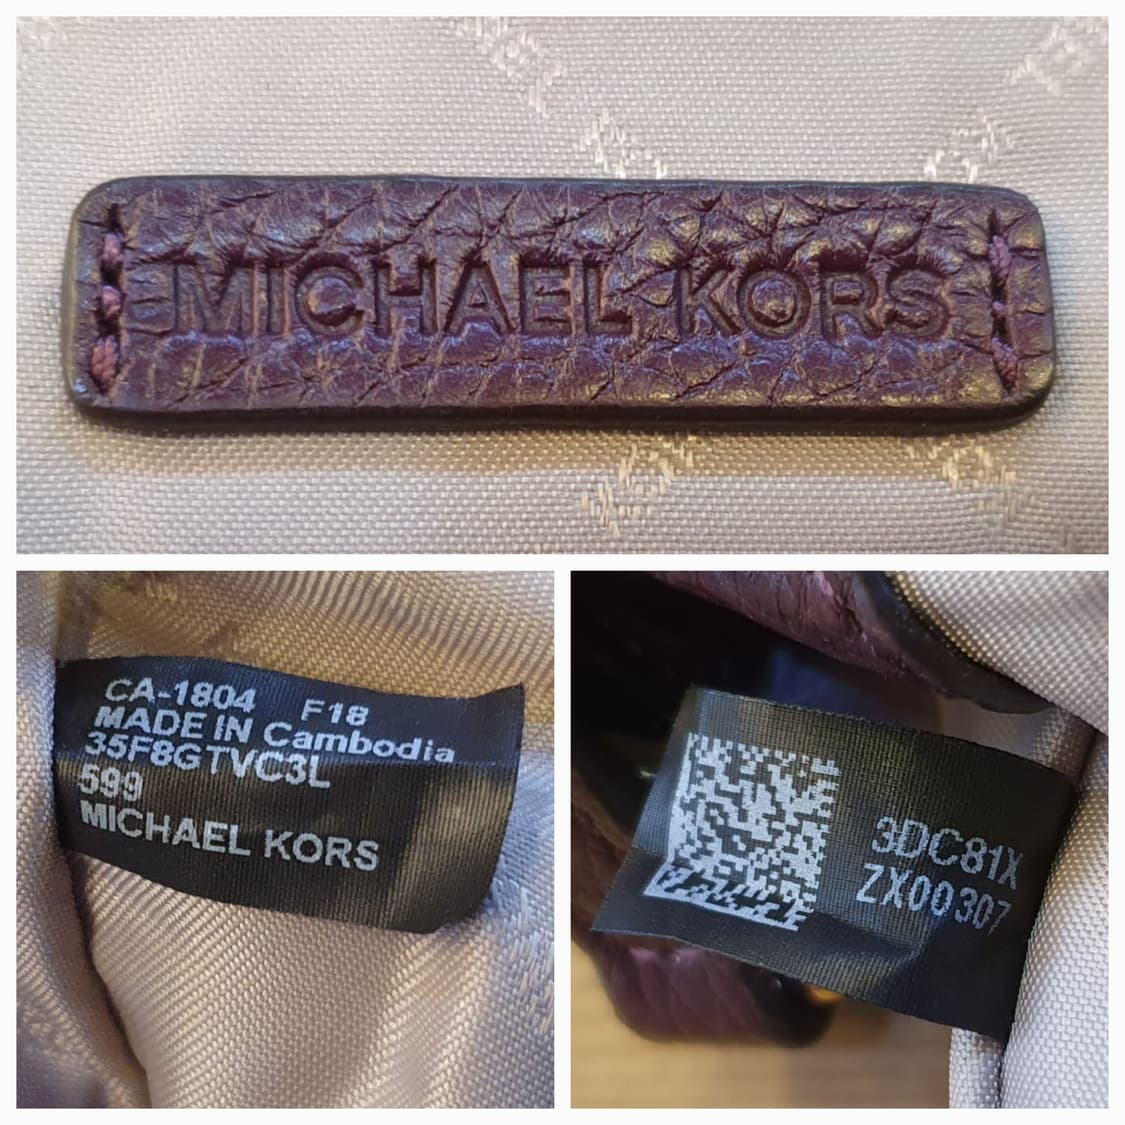 MICHAEL KORS
CA-1804 F18
MADE IN Cambodia
35F8GTVC3L
599
MICHAEL KORS
3DC81X
ZX00307